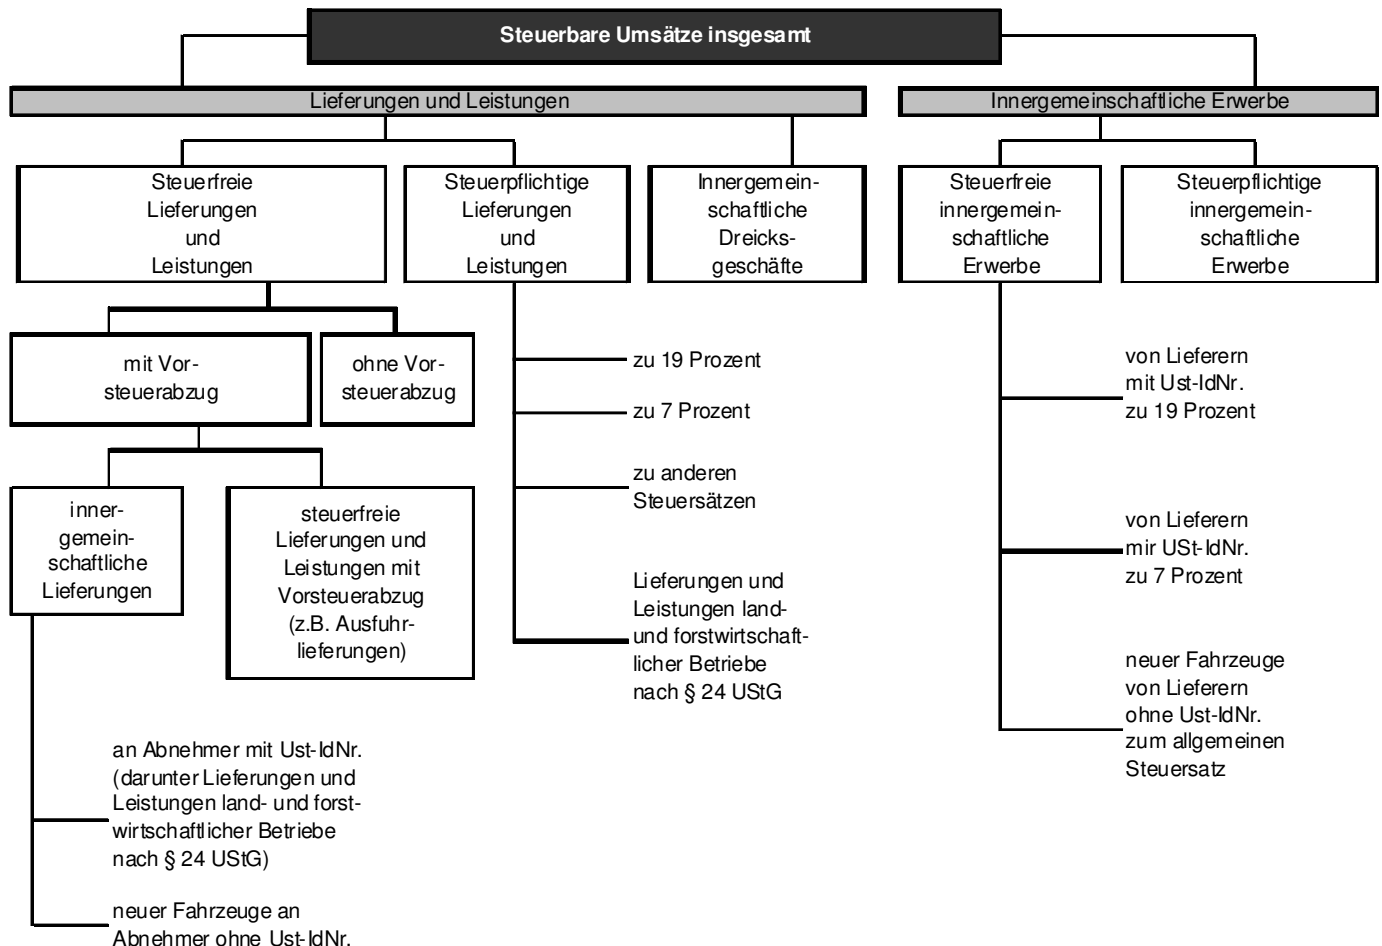 Steuerbare Umsätze insgesamt
Lieferungen und Leistungen
Innergemeinschaftliche Erwerbe
Steuerfreie
Lieferungen
und
Leistungen
Steuerpflichtige
Lieferungen
und
Leistungen
Innergemein-
schaftliche
Dreicks-
geschäfte
Steuerfreie
innergemein-
schaftliche
Erwerbe
Steuerpflichtige
innergemein-
schaftliche
Erwerbe
mit Vor-
steuerabzug
ohne Vor-
steuerabzug
inner-
gemein-
schaftliche
Lieferungen
steuerfreie
Lieferungen und
Leistungen mit
Vorsteuerabzug
(z.B. Ausfuhr-
lieferungen)
an Abnehmer mit Ust-IdNr.
(darunter Lieferungen und
Leistungen land- und forst-
wirtschaftlicher Betriebe
nach § 24 UStG)
neuer Fahrzeuge an
Abnehmer ohne Ust-IdNr.
zu 19 Prozent
zu 7 Prozent
zu anderen
Steuersätzen
Lieferungen und
Leistungen land-
und forstwirtschaft-
licher Betriebe
nach § 24 UStG
von Lieferern
mit Ust-IdNr.
zu 19 Prozent
von Lieferern
mir USt-IdNr.
zu 7 Prozent
neuer Fahrzeuge
von Lieferern
ohne Ust-IdNr.
zum allgemeinen
Steuersatz